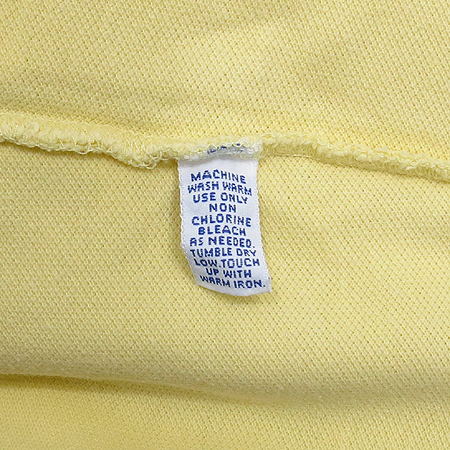 MACHINE
WASH WARM
USE ONLY
NON
CHLORINE
BLEACH
AS NEEDED.
TUMBLE DRY
LOW.TOUCH
UP WITH
WARM IRON.